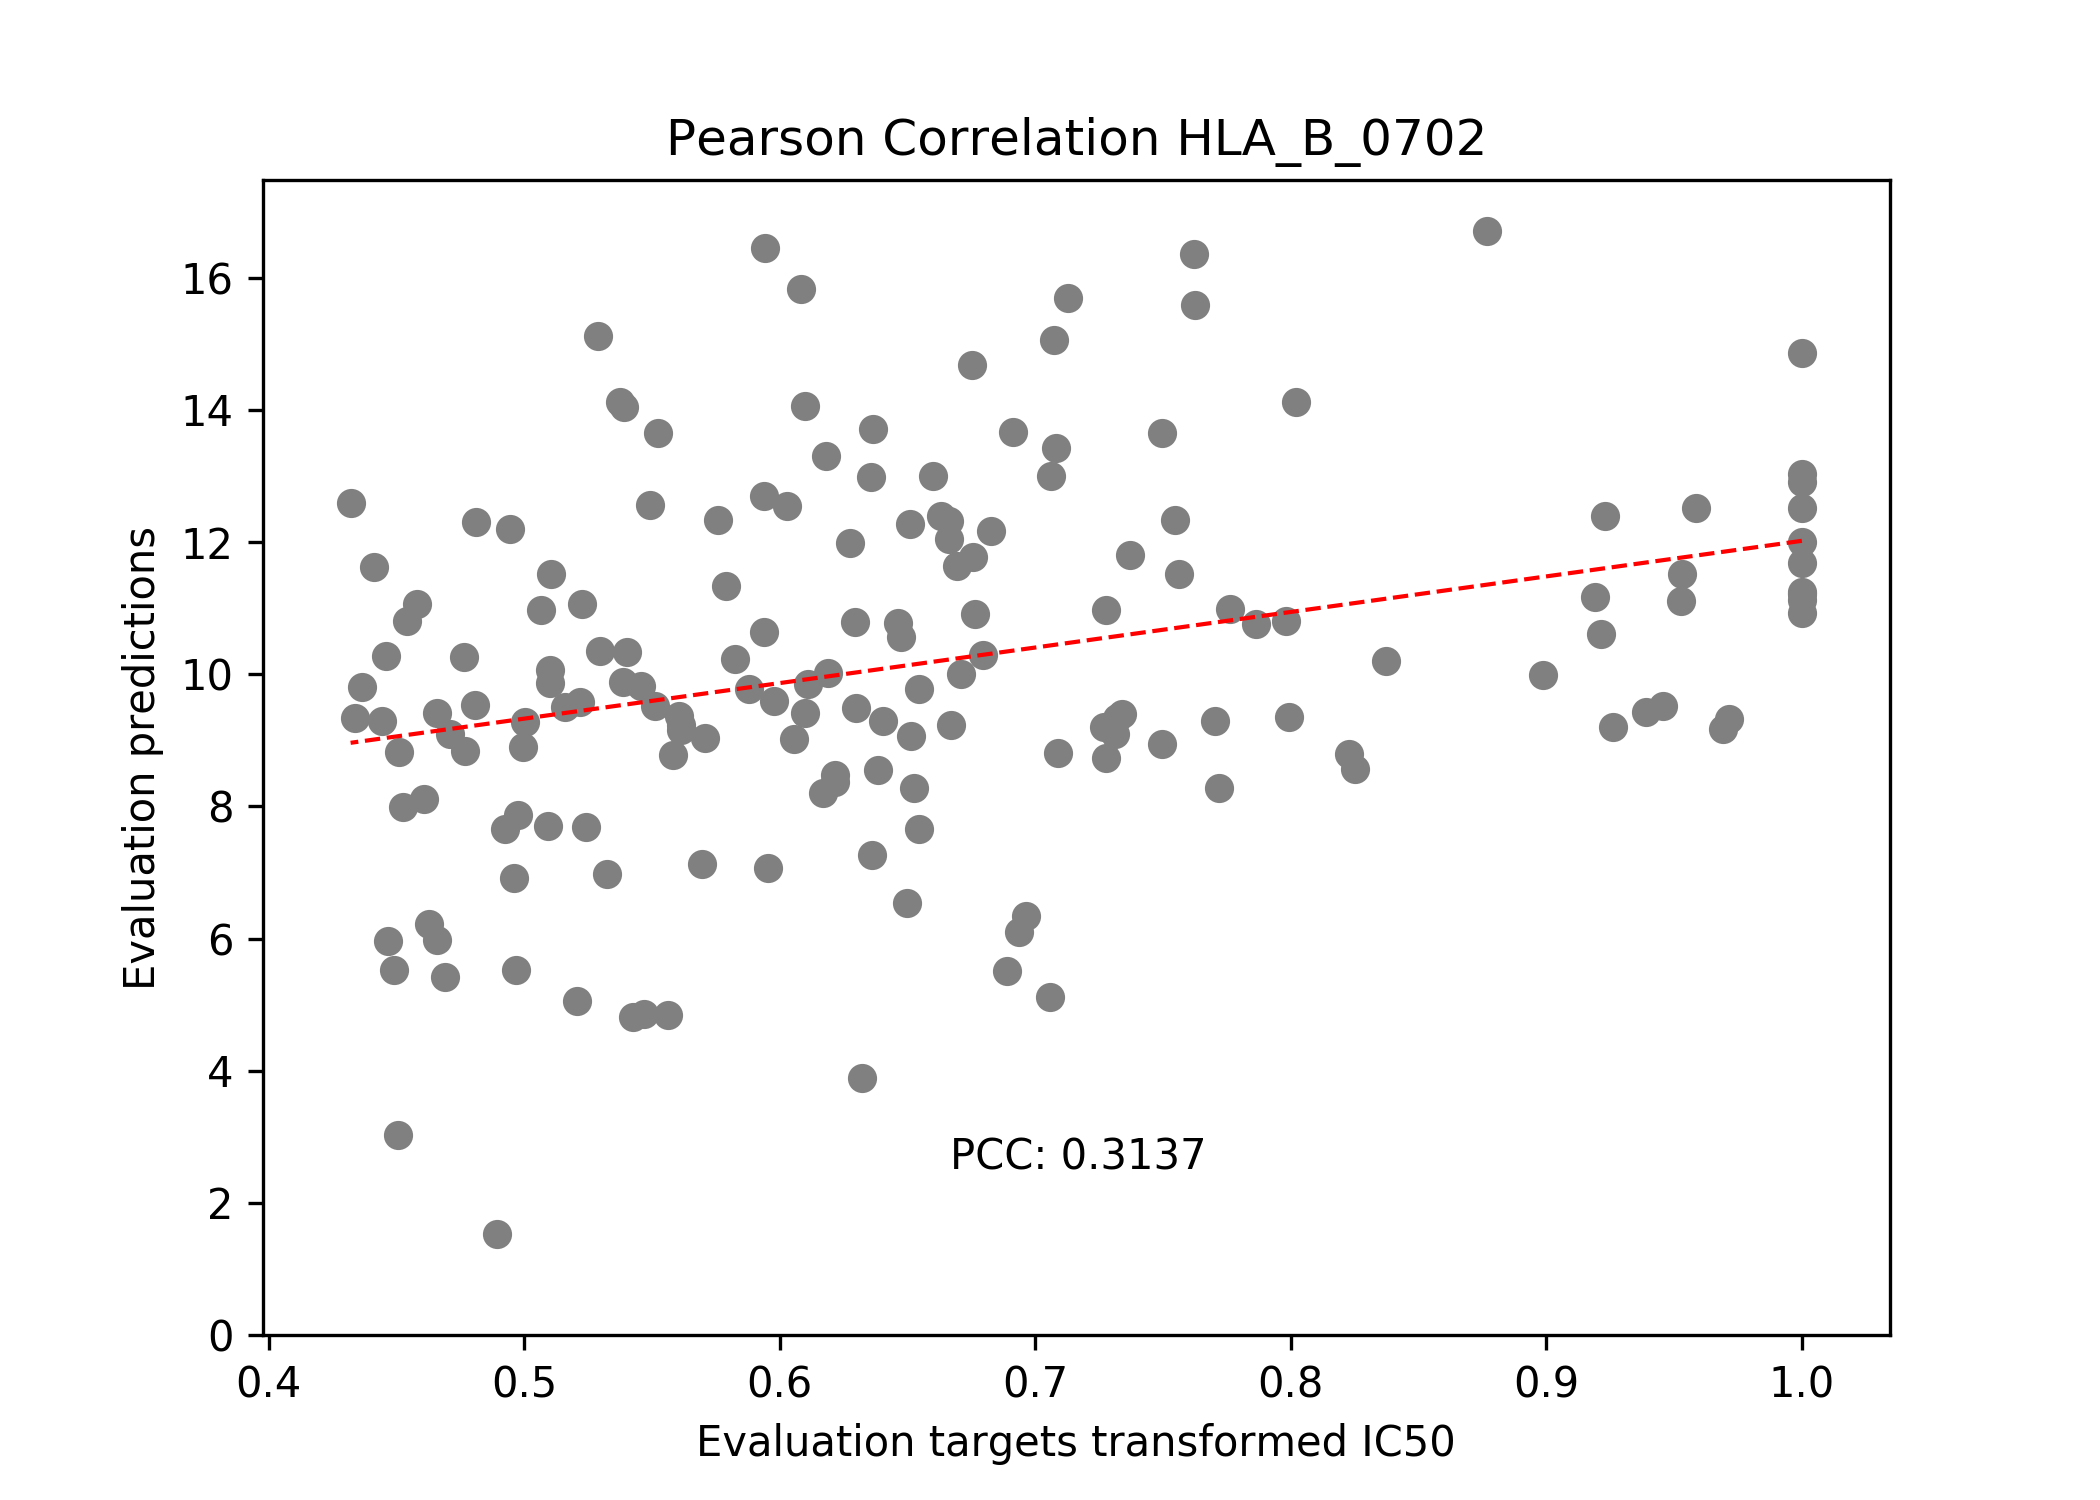 Pearson Correlation HLA_B_0702
16
14
12
10
8
6
4
2
0
Evaluation predictions
PCC: 0.3137
0.4 0.5 0.6 0.7 0.8 0.9 1.0
Evaluation targets transformed IC50